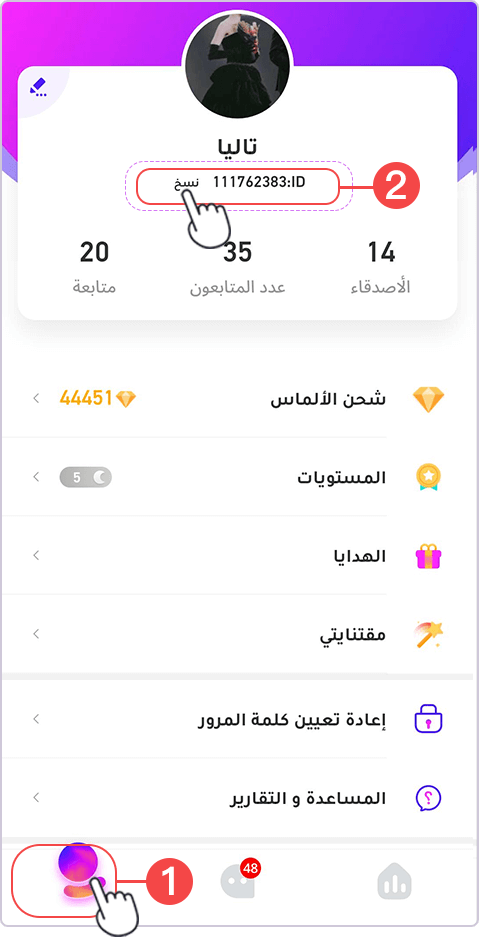 تاليا
111762383:ID نسخ
2
14 35 20
الأصدقاء عدد المتابعون متابعة
شحن الألماس 44451
المستويات 5
الهدايا
مقتنايتي
إعادة تعيين كلمة المرور
المساعدة و التقارير
48
1